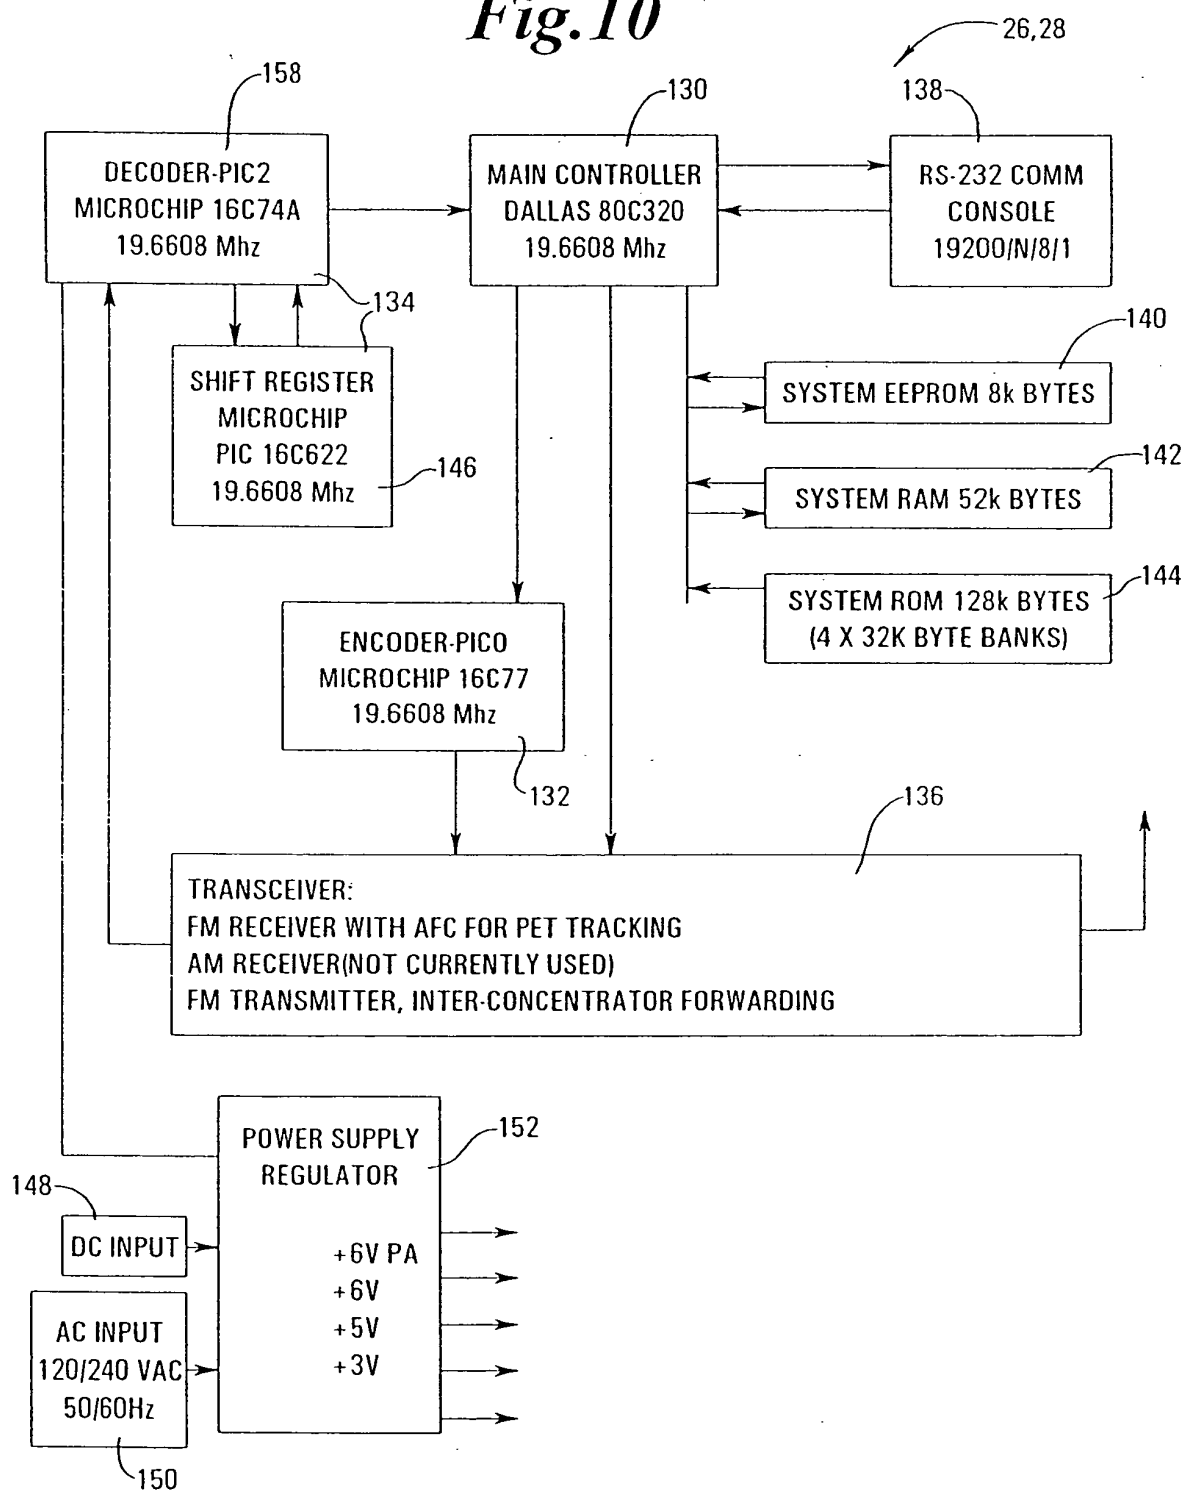 Fig.10
26,28
158
130
138
DECODER-PIC2
MICROCHIP 16C74A
19.6608 Mhz
MAIN CONTROLLER
DALLAS 80C320
19.6608 Mhz
RS-232 COMM
CONSOLE
19200/N/8/1
134
140
SHIFT REGISTER
MICROCHIP
PIC 16C622
19.6608 Mhz
146
SYSTEM EEPROM 8k BYTES
142
SYSTEM RAM 52k BYTES
144
SYSTEM ROM 128k BYTES
(4 X 32K BYTE BANKS)
ENCODER-PICO
MICROCHIP 16C77
19.6608 Mhz
132
136
TRANSCEIVER:
FM RECEIVER WITH AFC FOR PET TRACKING
AM RECEIVER(NOT CURRENTLY USED)
FM TRANSMITTER, INTER-CONCENTRATOR FORWARDING
152
POWER SUPPLY
REGULATOR
148
DC INPUT
+6V PA
+6V
+5V
+3V
AC INPUT
120/240 VAC
50/60Hz
150